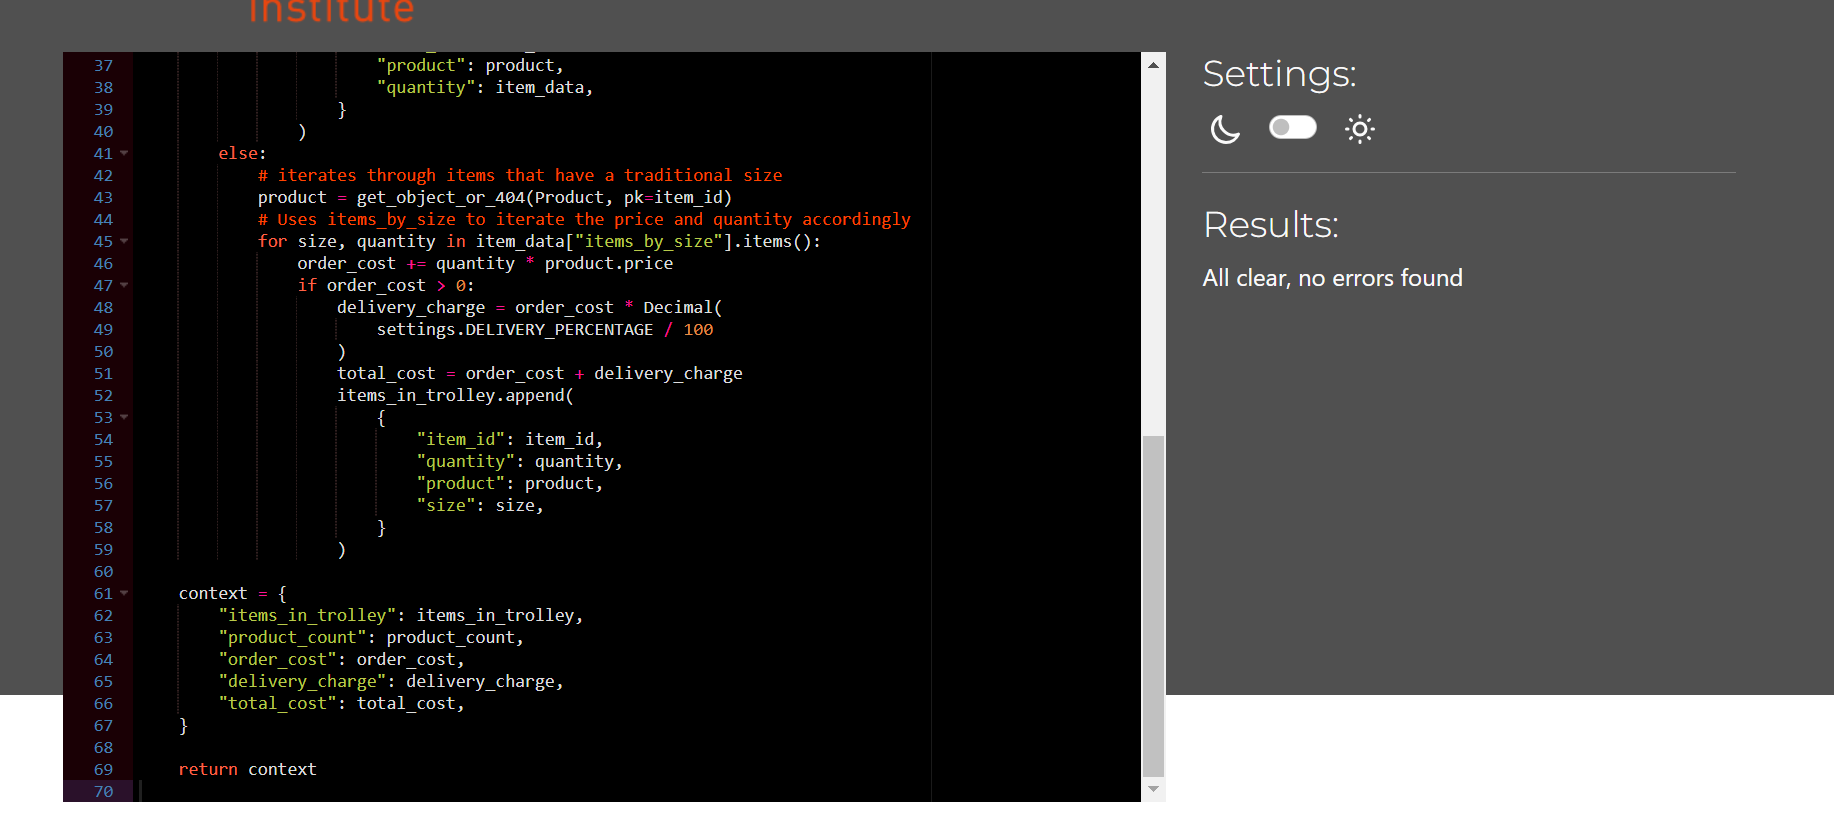 institute
37 "product": product,
38 "quantity": item_data,
39 }
40 )
41 else:
42 # iterates through items that have a traditional size
43 product = get_object_or_404(Product, pk=item_id)
44 # Uses items_by_size to iterate the price and quantity accordingly
45 for size, quantity in item_data["items_by_size"].items():
46 order_cost += quantity * product.price
47 if order_cost > 0:
48 delivery_charge = order_cost * Decimal(
49 settings.DELIVERY_PERCENTAGE / 100
50 )
51 total_cost = order_cost + delivery_charge
52 items_in_trolley.append(
53 {
54 "item_id": item_id,
55 "quantity": quantity,
56 "product": product,
57 "size": size,
58 }
59 )
60
61 context = {
62 "items_in_trolley": items_in_trolley,
63 "product_count": product_count,
64 "order_cost": order_cost,
65 "delivery_charge": delivery_charge,
66 "total_cost": total_cost,
67 }
68
69 return context
70
Settings:
Results:
All clear, no errors found